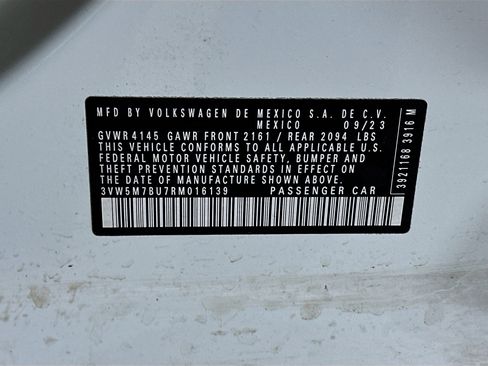 MFD BY VOLKSWAGEN DE MEXICO S.A. DE C.V.
MEXICO 09/23
GVWR 4145 GAWR FRONT 2161 / REAR 2094 LBS
THIS VEHICLE CONFORMS TO ALL APPLICABLE U.S.
FEDERAL MOTOR VEHICLE SAFETY, BUMPER AND
THEFT PREVENTION STANDARDS IN EFFECT ON THE
DATE OF MANUFACTURE SHOWN ABOVE.
3VW5M7BU7RM016139 PASSENGER CAR
3921168 3916 M